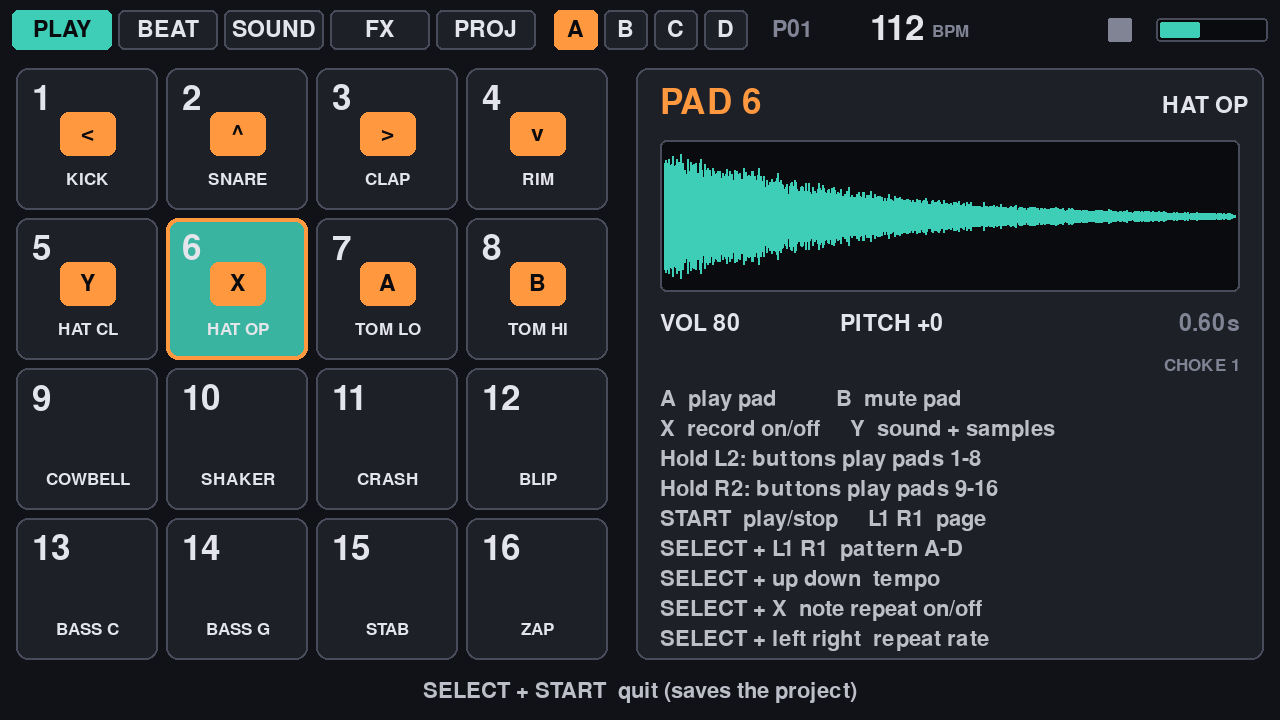 PLAY BEAT SOUND FX PROJ A B C D P01 112 BPM
1 2 3 4
< ^ > v
KICK SNARE CLAP RIM
5 6 7 8
Y X A B
HAT CL HAT OP TOM LO TOM HI
9 10 11 12
COWBELL SHAKER CRASH BLIP
13 14 15 16
BASS C BASS G STAB ZAP
PAD 6 HAT OP
VOL 80 PITCH +0 0.60s
CHOKE 1
A play pad B mute pad
X record on/off Y sound + samples
Hold L2: buttons play pads 1-8
Hold R2: buttons play pads 9-16
START play/stop L1 R1 page
SELECT + L1 R1 pattern A-D
SELECT + up down tempo
SELECT + X note repeat on/off
SELECT + left right repeat rate
SELECT + START quit (saves the project)